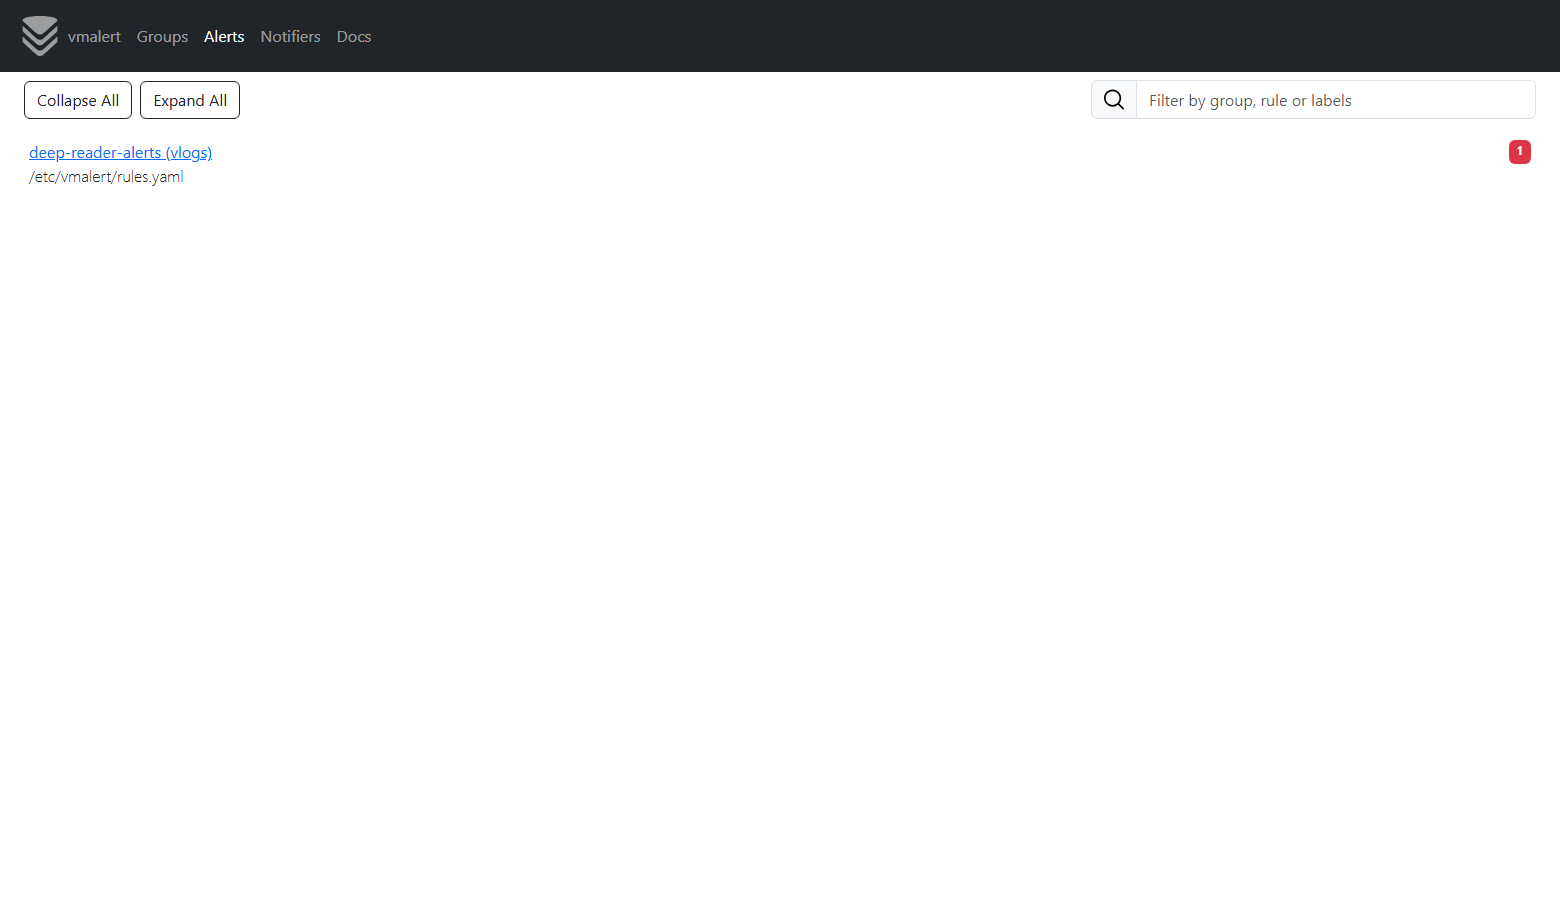 vmalert Groups Alerts Notifiers Docs
Collapse All Expand All Filter by group, rule or labels
deep-reader-alerts (vlogs) 1
/etc/vmalert/rules.yaml